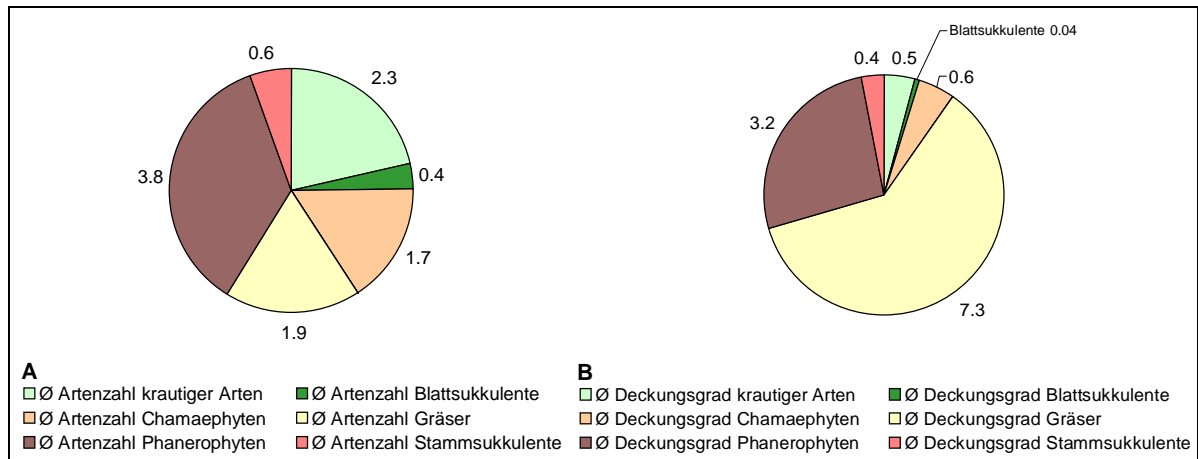 0.6
2.3
3.8
0.4
1.7
1.9
A
Ø Artenzahl krautiger Arten
Ø Artenzahl Blattsukkulente
Ø Artenzahl Chamaephyten
Ø Artenzahl Gräser
Ø Artenzahl Phanerophyten
Ø Artenzahl Stammsukkulente
Blattsukkulente 0.04
0.4
0.5
0.6
3.2
7.3
B
Ø Deckungsgrad krautiger Arten
Ø Deckungsgrad Blattsukkulente
Ø Deckungsgrad Chamaephyten
Ø Deckungsgrad Gräser
Ø Deckungsgrad Phanerophyten
Ø Deckungsgrad Stammsukkulente